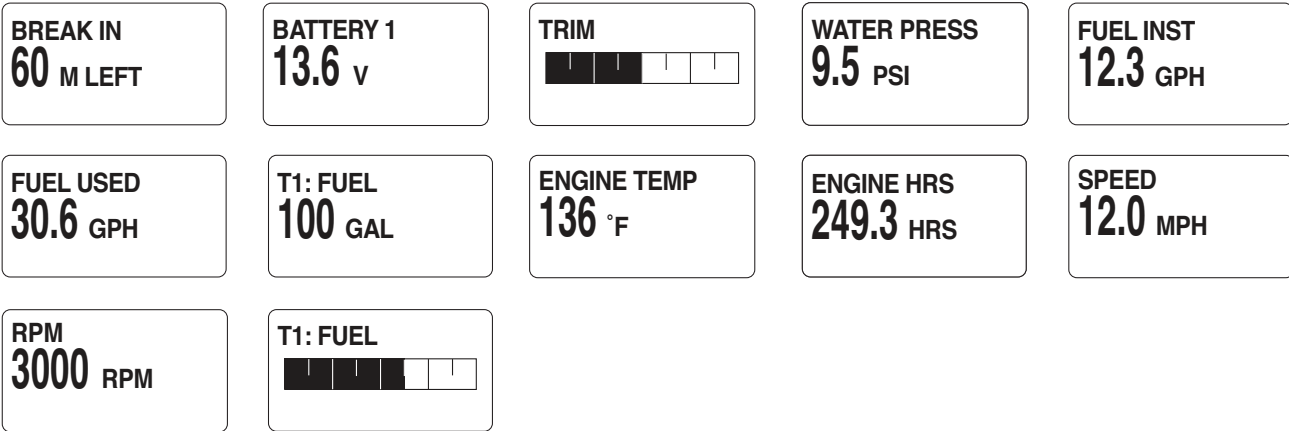 BREAK IN
60 M LEFT
BATTERY 1
13.6 V
TRIM
WATER PRESS
9.5 PSI
FUEL INST
12.3 GPH
FUEL USED
30.6 GPH
T1: FUEL
100 GAL
ENGINE TEMP
136 °F
ENGINE HRS
249.3 HRS
SPEED
12.0 MPH
RPM
3000 RPM
T1: FUEL